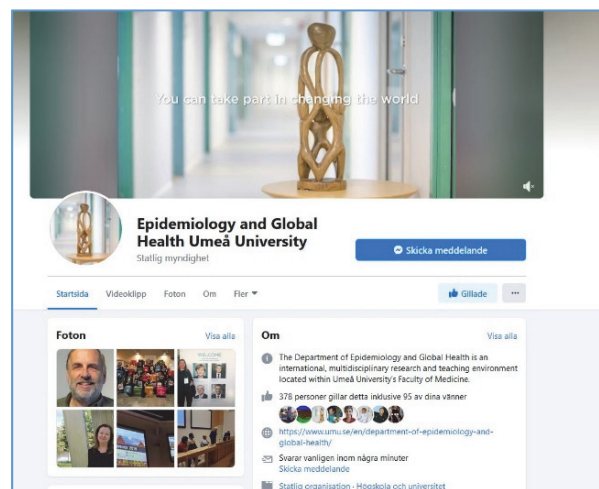 You can take part in changing the world
Epidemiology and Global
Health Umeå University
Statlig myndighet
Skicka meddelande
Startsida Videoklipp Foton Om Fler
Gillade
Foton Visa alla
Om Visa alla
The Department of Epidemiology and Global Health is an
international, multidisciplinary research and teaching environment
located within Umeå University's Faculty of Medicine.
378 personer gillar detta inklusive 95 av dina vänner
https://www.umu.se/en/department-of-epidemiology-and-
global-health/
Svarar vanligen inom några minuter
Skicka meddelande
Statlig organisation · Högskola och universitet